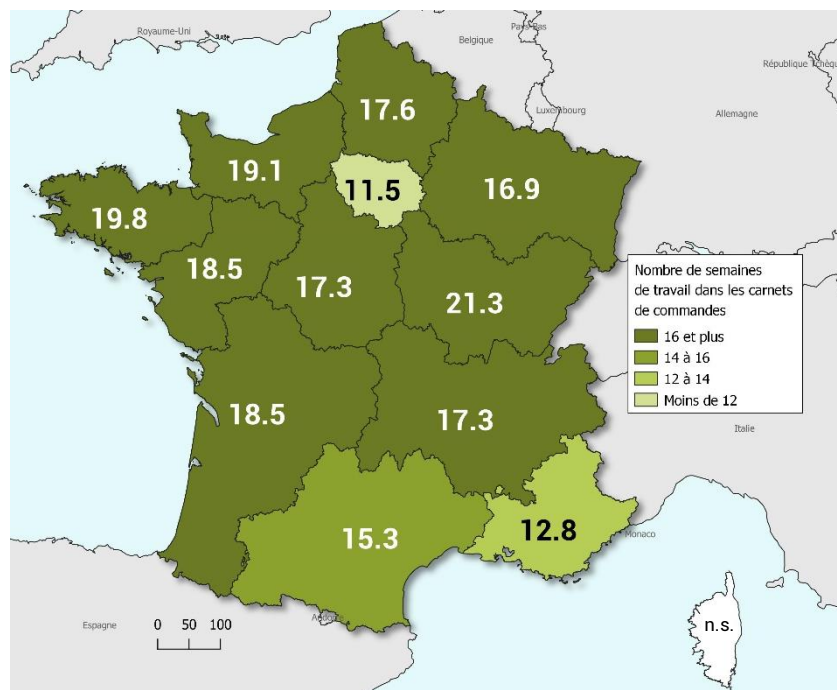 Royaume-Uni
Belgique
Pays-Bas
République Tchèque
Luxembourg
Allemagne
17.6
19.1
11.5
16.9
19.8
18.5
17.3
21.3
Nombre de semaines
de travail dans les carnets
de commandes
16 et plus
14 à 16
12 à 14
Moins de 12
18.5
17.3
Italie
15.3
12.8
Monaco
n.s.
Espagne
0 50 100